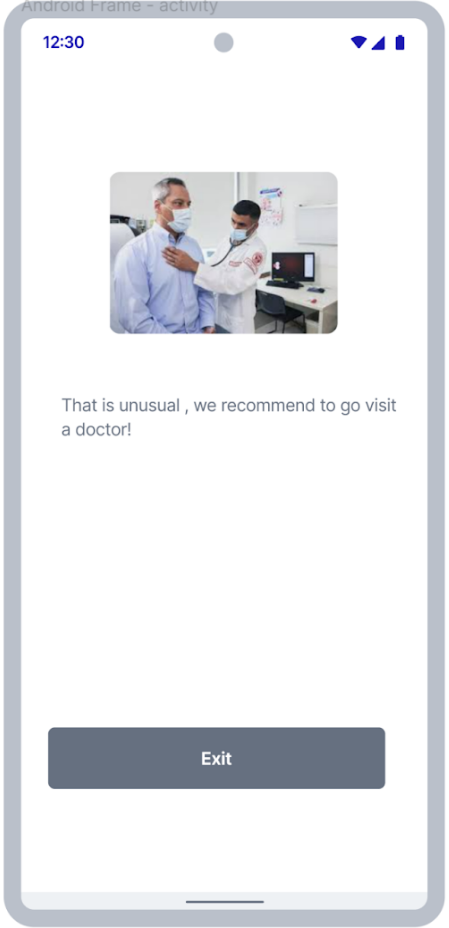 Android Frame - activity
12:30
That is unusual , we recommend to go visit
a doctor!
Exit